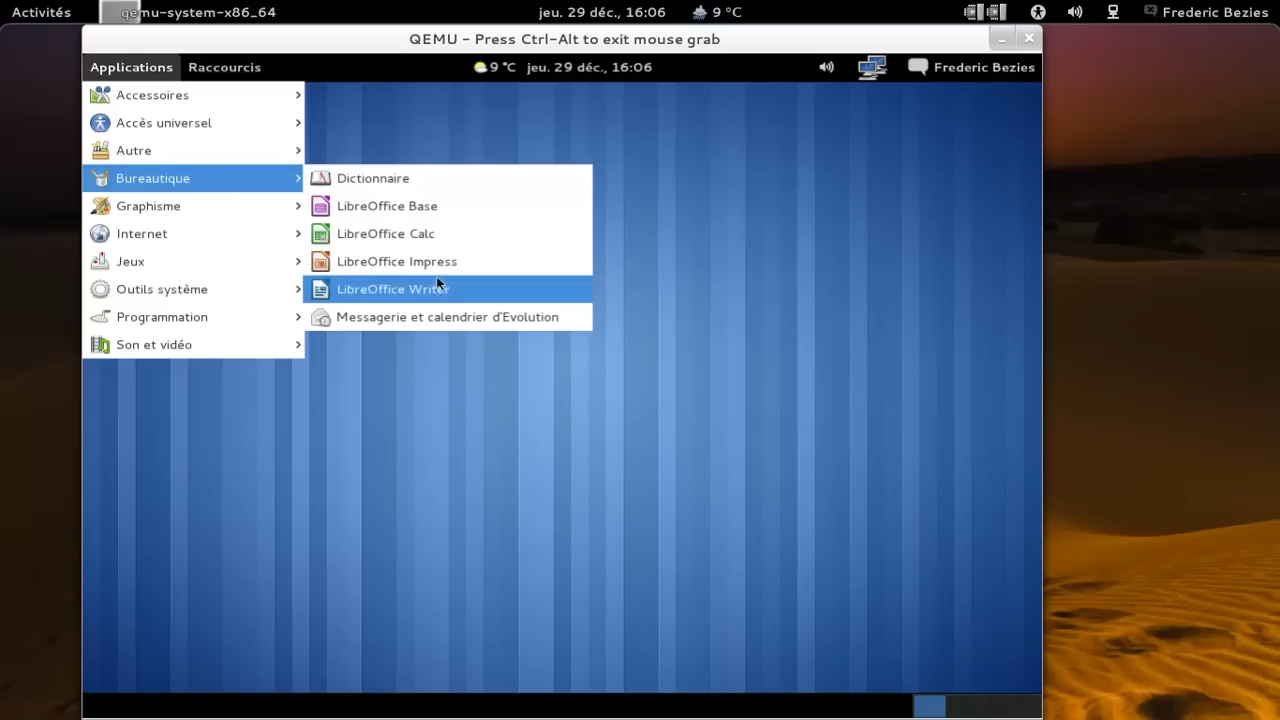 Activités qemu-system-x86_64 jeu. 29 déc., 16:06 9 °C Frederic Bezies
QEMU - Press Ctrl-Alt to exit mouse grab
Applications Raccourcis 9 °C jeu. 29 déc., 16:06 Frederic Bezies
Accessoires
Accès universel
Autre
Bureautique
Graphisme
Internet
Jeux
Outils système
Programmation
Son et vidéo
Dictionnaire
LibreOffice Base
LibreOffice Calc
LibreOffice Impress
LibreOffice Writer
Messagerie et calendrier d'Evolution